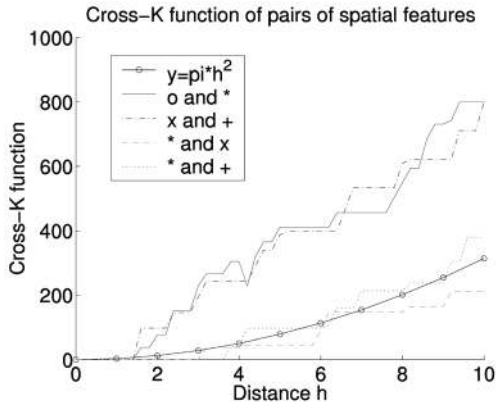 Cross−K function of pairs of spatial features
1000
800
600
400
200
0
Cross−K function
y=pi*h²
o and *
x and +
* and x
* and +
0 2 4 6 8 10
Distance h